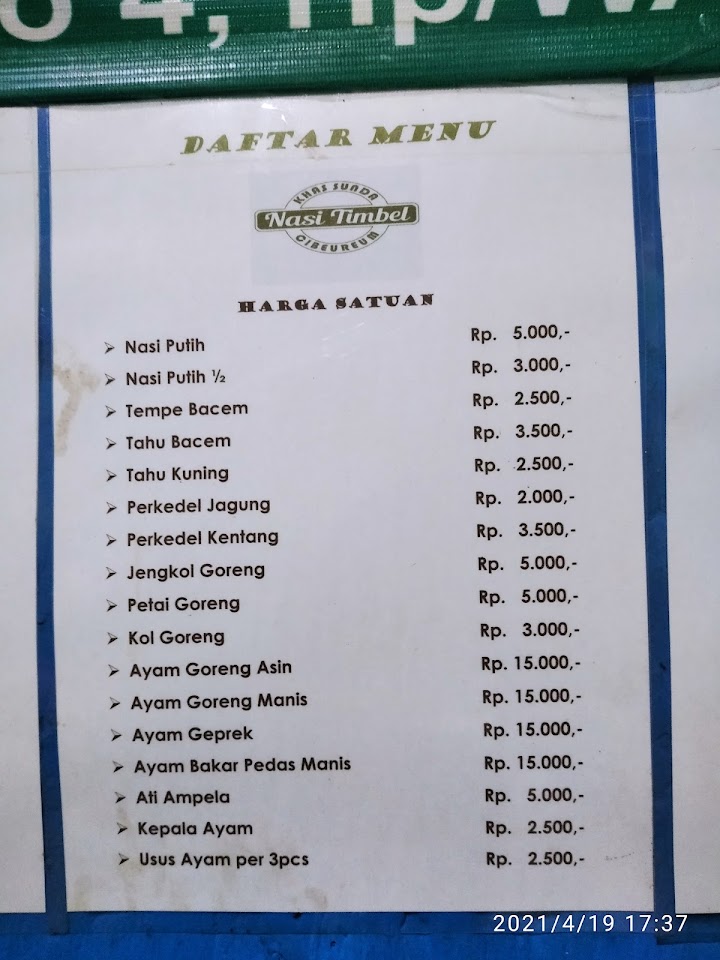 DAFTAR MENU
KHAS SUNDA
Nasi Timbel
CIBEUREUM
HARGA SATUAN
➢ Nasi Putih Rp. 5.000,-
➢ Nasi Putih ½ Rp. 3.000,-
➢ Tempe Bacem Rp. 2.500,-
➢ Tahu Bacem Rp. 3.500,-
➢ Tahu Kuning Rp. 2.500,-
➢ Perkedel Jagung Rp. 2.000,-
➢ Perkedel Kentang Rp. 3.500,-
➢ Jengkol Goreng Rp. 5.000,-
➢ Petai Goreng Rp. 5.000,-
➢ Kol Goreng Rp. 3.000,-
➢ Ayam Goreng Asin Rp. 15.000,-
➢ Ayam Goreng Manis Rp. 15.000,-
➢ Ayam Geprek Rp. 15.000,-
➢ Ayam Bakar Pedas Manis Rp. 15.000,-
➢ Ati Ampela Rp. 5.000,-
➢ Kepala Ayam Rp. 2.500,-
➢ Usus Ayam per 3pcs Rp. 2.500,-
2021/4/19 17:37